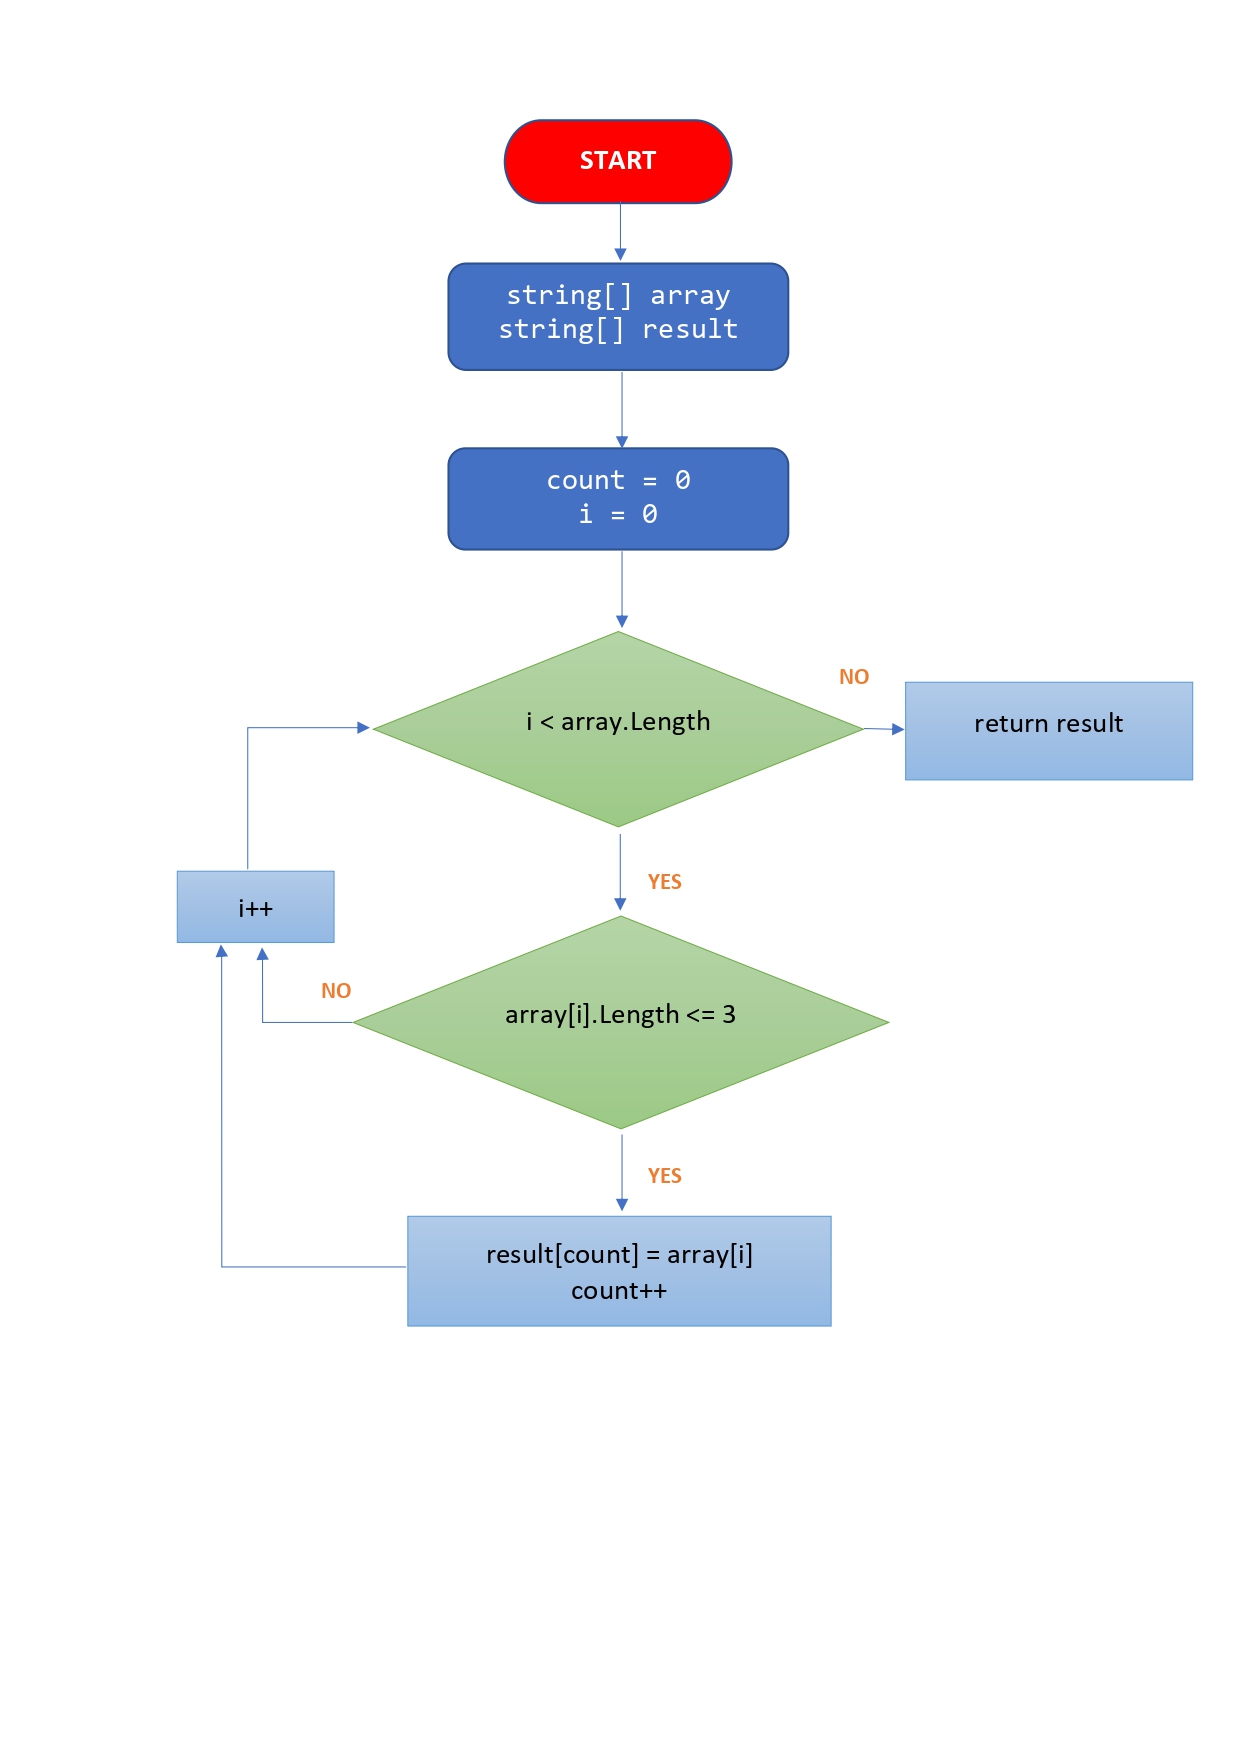 START
string[] array
string[] result
count = 0
i = 0
i < array.Length
NO
return result
YES
i++
NO
array[i].Length <= 3
YES
result[count] = array[i]
count++